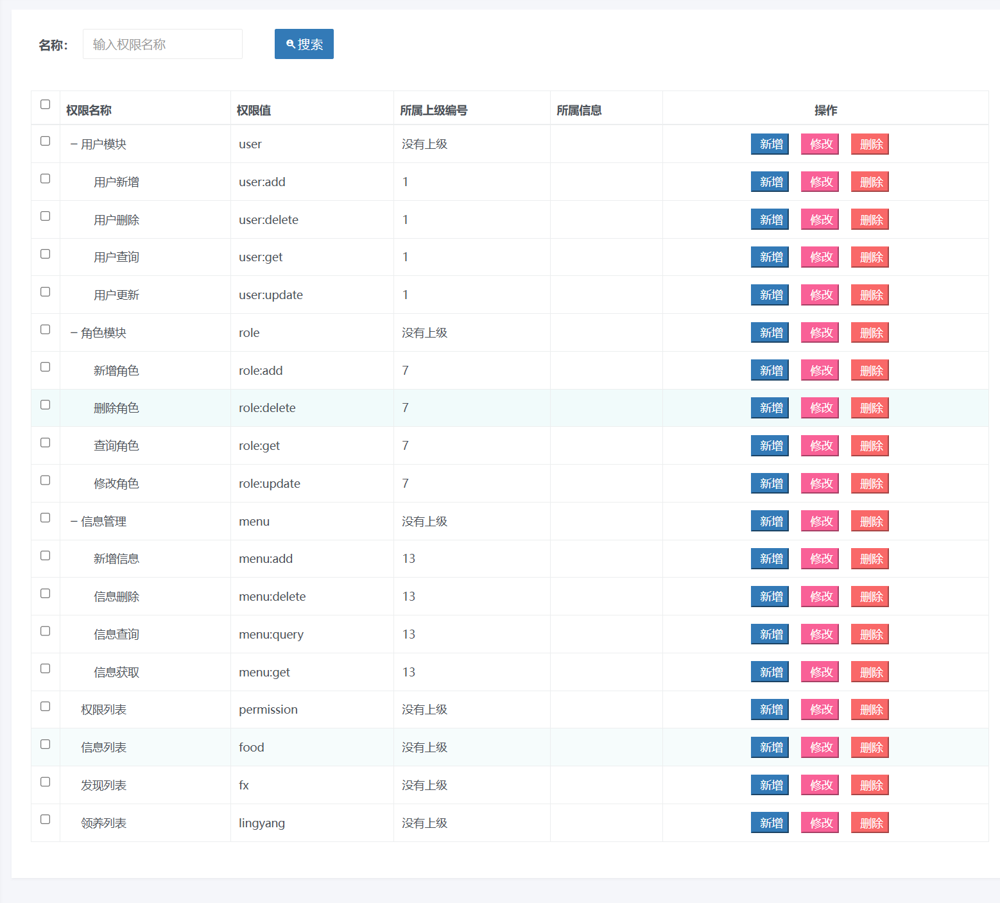 名称： 输入权限名称 搜索
权限名称 权限值 所属上级编号 所属信息 操作
− 用户模块 user 没有上级 新增 修改 删除
用户新增 user:add 1 新增 修改 删除
用户删除 user:delete 1 新增 修改 删除
用户查询 user:get 1 新增 修改 删除
用户更新 user:update 1 新增 修改 删除
− 角色模块 role 没有上级 新增 修改 删除
新增角色 role:add 7 新增 修改 删除
删除角色 role:delete 7 新增 修改 删除
查询角色 role:get 7 新增 修改 删除
修改角色 role:update 7 新增 修改 删除
− 信息管理 menu 没有上级 新增 修改 删除
新增信息 menu:add 13 新增 修改 删除
信息删除 menu:delete 13 新增 修改 删除
信息查询 menu:query 13 新增 修改 删除
信息获取 menu:get 13 新增 修改 删除
权限列表 permission 没有上级 新增 修改 删除
信息列表 food 没有上级 新增 修改 删除
发现列表 fx 没有上级 新增 修改 删除
领养列表 lingyang 没有上级 新增 修改 删除